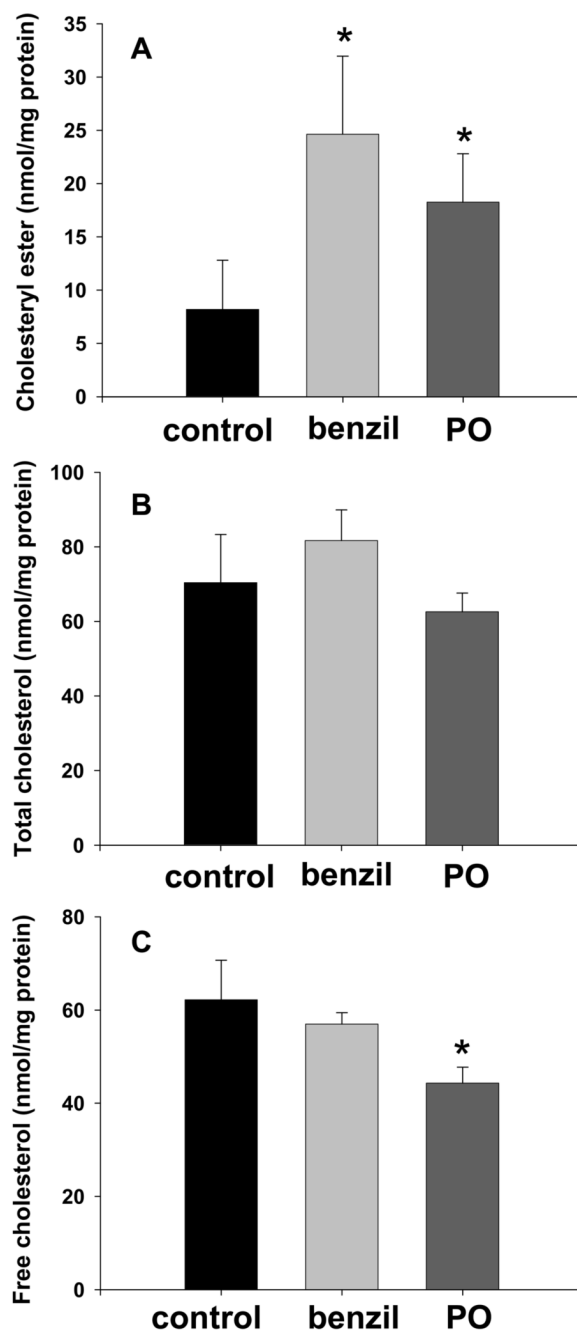 Cholesteryl ester (nmol/mg protein)
A
35
30
25
20
15
10
5
0
*
*
control benzil PO
Total cholesterol (nmol/mg protein)
B
100
80
60
40
20
0
control benzil PO
Free cholesterol (nmol/mg protein)
C
80
60
40
20
0
*
control benzil PO